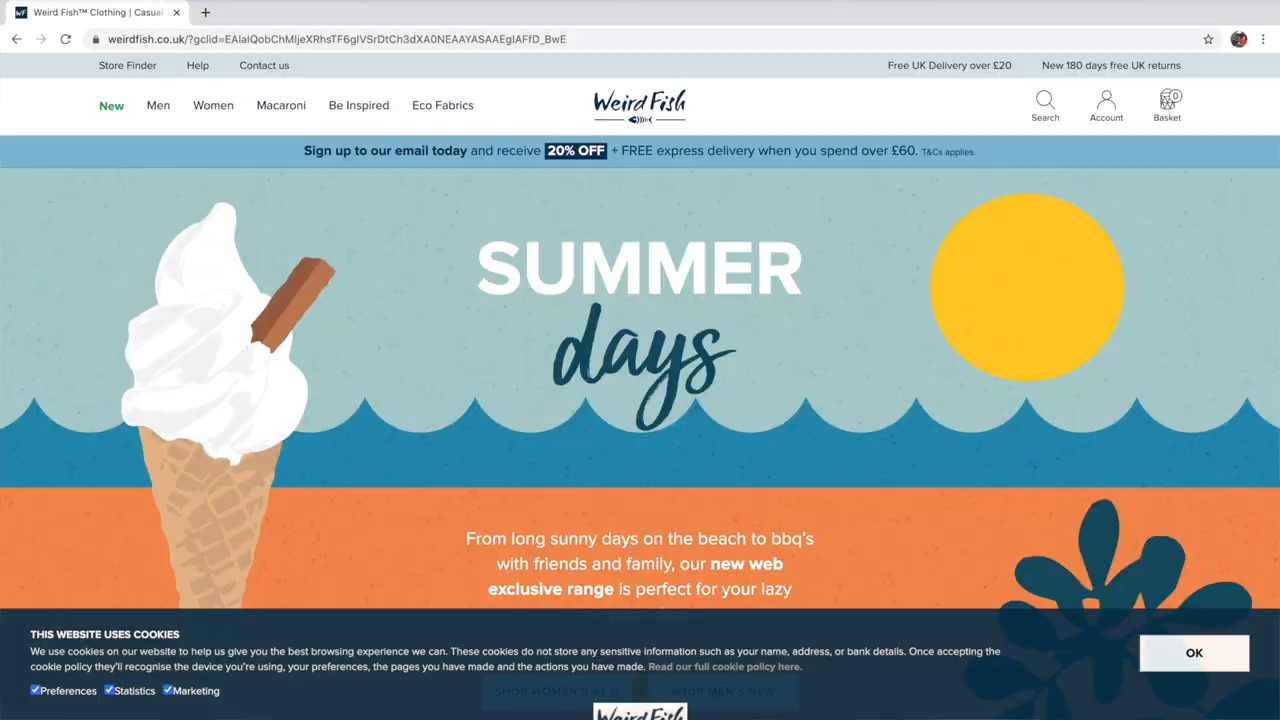 Weird Fish™ Clothing | Casua
weirdfish.co.uk/?gclid=EAIaIQobChMIjeXRhsTF6gIVSrDtCh3dXA0NEAAYASAAEgIAFfD_BwE
Store Finder Help Contact us Free UK Delivery over £20 New 180 days free UK returns
New Men Women Macaroni Be Inspired Eco Fabrics Weird Fish Search Account Basket 0
Sign up to our email today and receive 20% OFF + FREE express delivery when you spend over £60. T&Cs applies.
SUMMER
days
From long sunny days on the beach to bbq's
with friends and family, our new web
exclusive range is perfect for your lazy
THIS WEBSITE USES COOKIES
We use cookies on our website to help us give you the best browsing experience we can. These cookies do not store any sensitive information such as your name, address, or bank details. Once accepting the
cookie policy they'll recognise the device you're using, your preferences, the pages you have made and the actions you have made. Read our full cookie policy here.
OK
Preferences Statistics Marketing
SHOP WOMEN'S NEW SHOP MEN'S NEW
Weird Fish